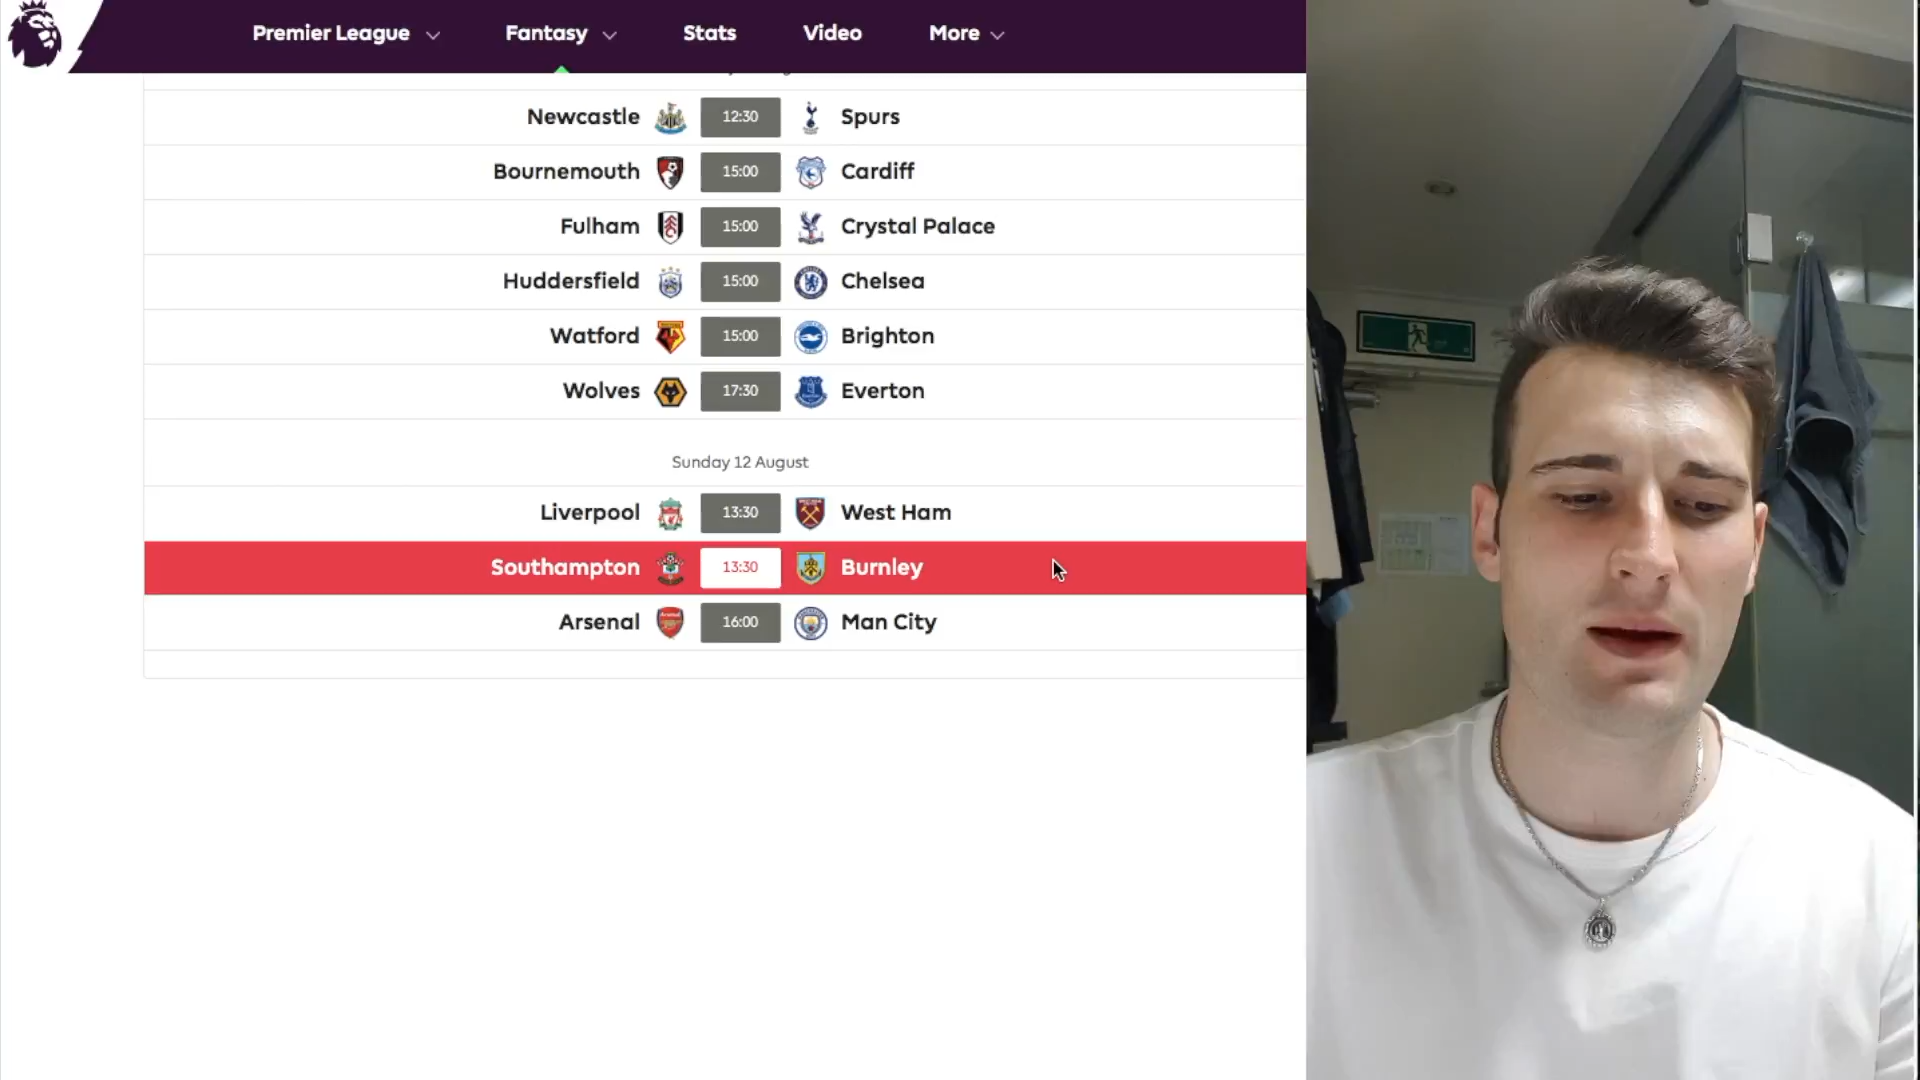 Premier League Fantasy Stats Video More
Newcastle 12:30 Spurs
Bournemouth 15:00 Cardiff
Fulham 15:00 Crystal Palace
Huddersfield 15:00 Chelsea
Watford 15:00 Brighton
Wolves 17:30 Everton
Sunday 12 August
Liverpool 13:30 West Ham
Southampton 13:30 Burnley
Arsenal 16:00 Man City